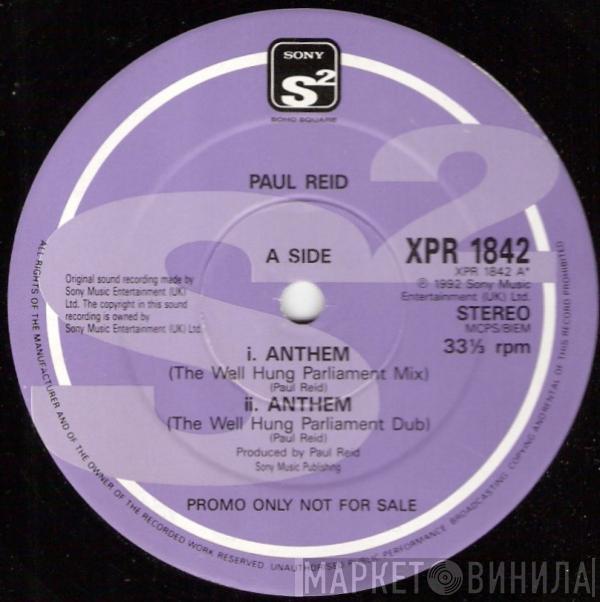 SONY
S²
SOHO SQUARE
PAUL REID
A SIDE
XPR 1842
XPR 1842 A*
℗ 1992 Sony Music
Entertainment (UK) Ltd.
STEREO
MCPS/BIEM
33⅓ rpm
Original sound recording made by
Sony Music Entertainment (UK)
Ltd. The copyright in this sound
recording is owned by
Sony Music Entertainment (UK) Ltd.
i. ANTHEM
(The Well Hung Parliament Mix)
(Paul Reid)
ii. ANTHEM
(The Well Hung Parliament Dub)
(Paul Reid)
Produced by Paul Reid
Sony Music Publishing
PROMO ONLY NOT FOR SALE
ALL RIGHTS OF THE MANUFACTURER AND OF THE OWNER OF THE RECORDED WORK RESERVED. UNAUTHORISED PUBLIC PERFORMANCE BROADCASTING COPYING AND RENTAL OF THIS RECORD PROHIBITED
S²
МАРКЕТ ВИНИЛА